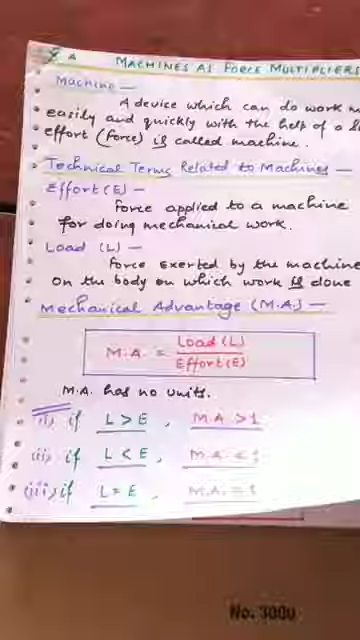 A MACHINES AS FORCE MULTIPLIERS
Machine —
A device which can do work
easily and quickly with the help of a
effort (force) is called machine.
Technical Terms Related to Machines —
Effort (E) —
Force applied to a machine
for doing mechanical work.
Load (L) —
Force exerted by the machine
on the body on which work is done
Mechanical Advantage (M.A.) —
M.A. = Load (L)
Effort (E)
M.A. has no units.
(i) if L > E , M.A. > 1
(ii) if L < E , M.A. < 1
(iii) if L = E , M.A. = 1
No. 3000